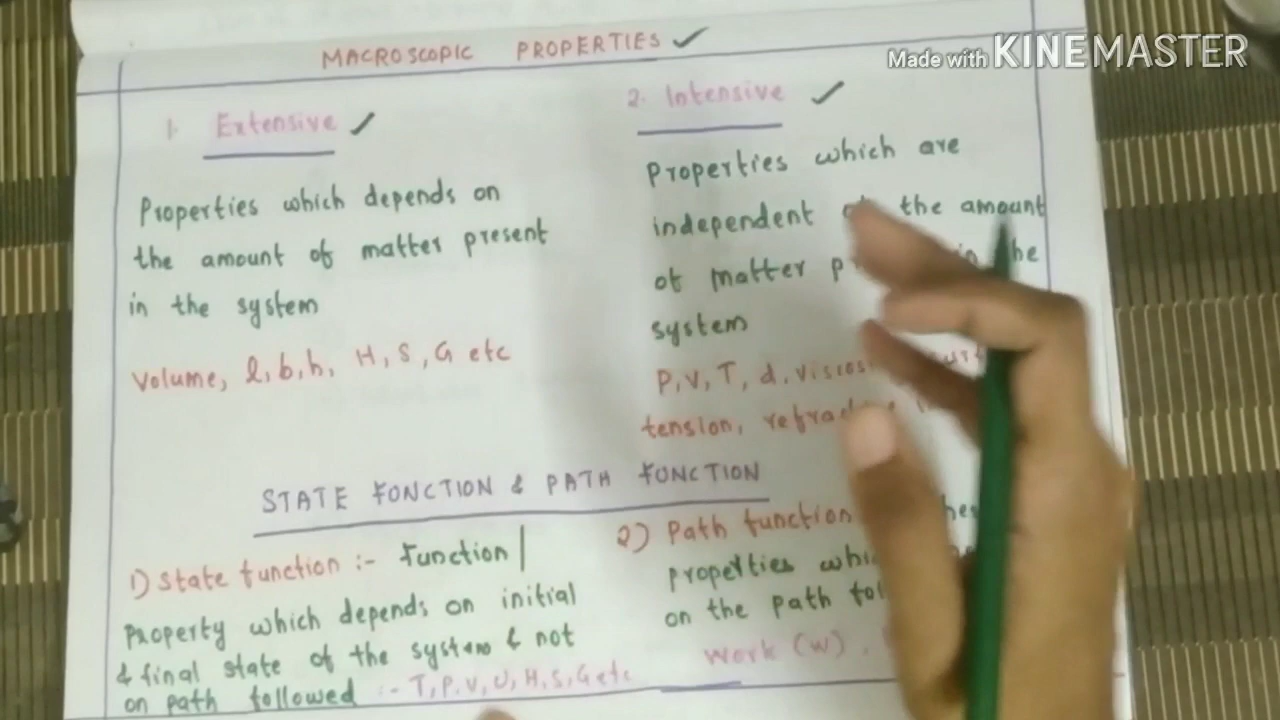 Made with KINEMASTER
MACROSCOPIC PROPERTIES ✓
1. Extensive ✓
Properties which depends on
the amount of matter present
in the system
Volume, l, b, h, H, S, G etc
2. Intensive ✓
Properties which are
independent the amount
of matter
system
P, V, T, d,
tension,
STATE FUNCTION & PATH FUNCTION
1) State function :- Function |
Property which depends on initial
& final state of the system & not
on path followed :- T, P, V, U, H, S, G etc
2) Path function
properties
on the path
Work (w),